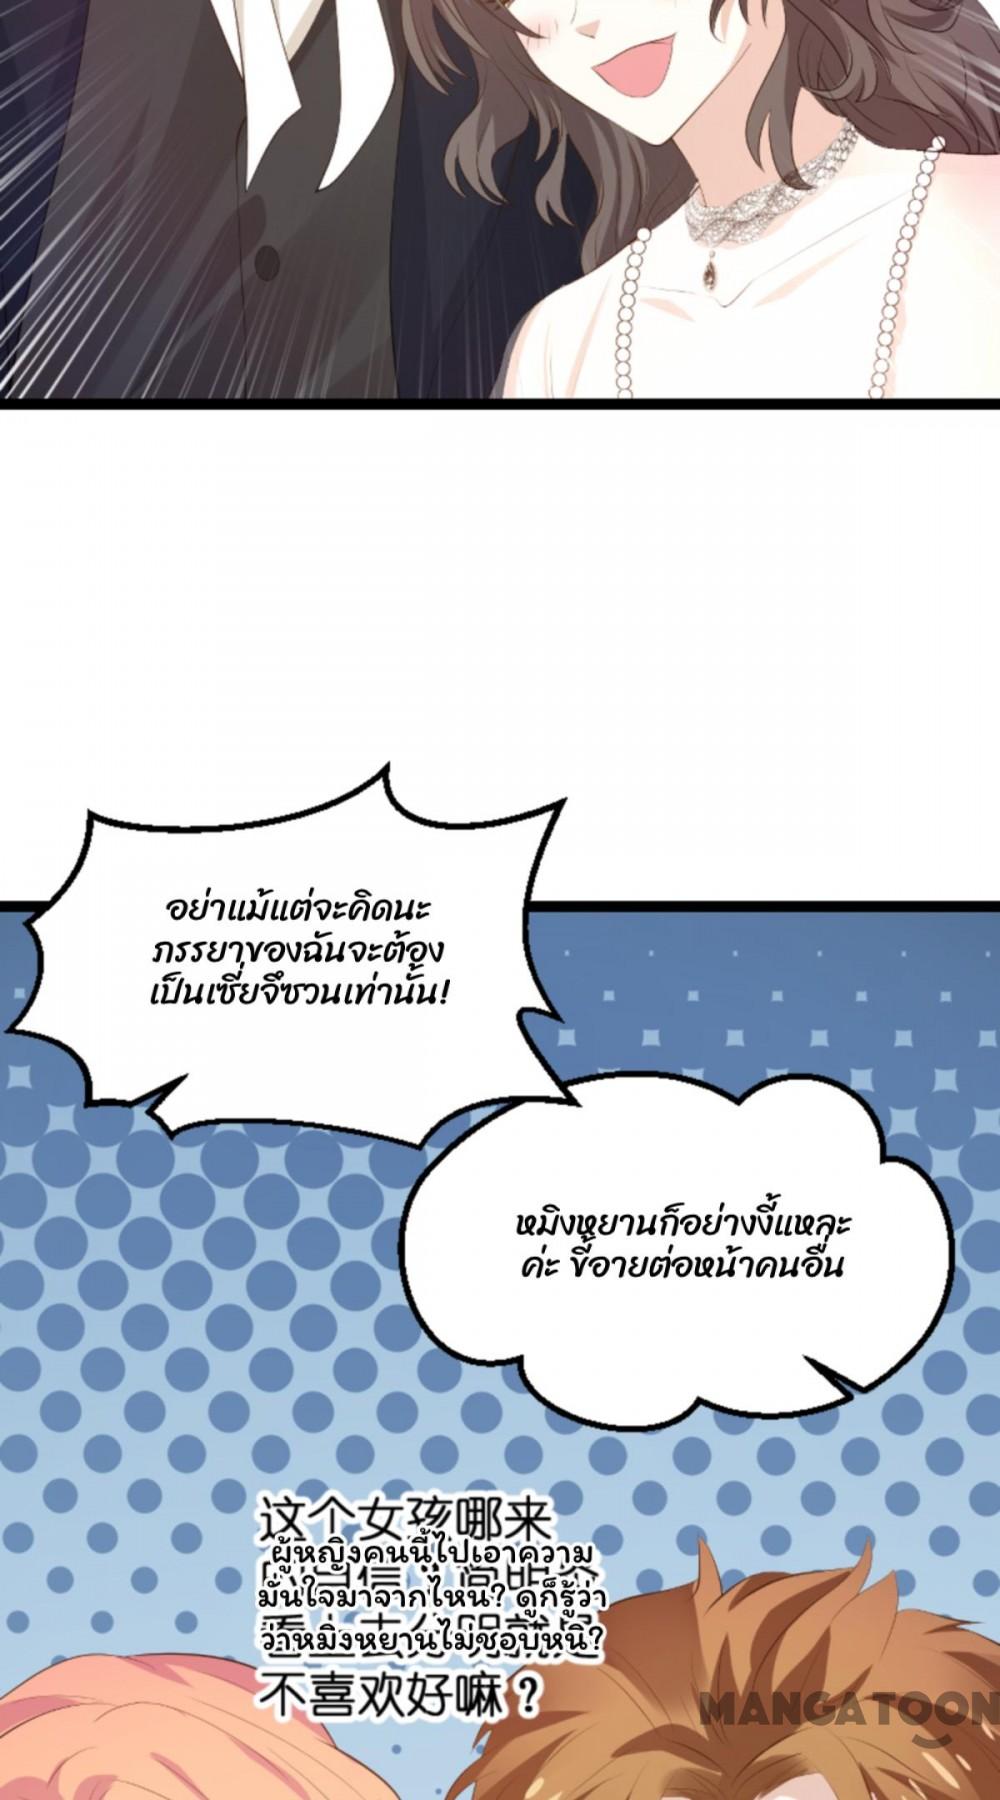 อย่าแม้แต่จะคิดนะ
ภรรยาของฉันจะต้อง
เป็นเซี่ยจึซวนเท่านั้น!
หมิงหยานก็อย่างงี้แหละ
ค่ะ ขี้อายต่อหน้าคนอื่น
这个女孩哪来
ผู้หญิงคนนี้ไปเอาความ
มั่นใจมาจากไหน? ดูก็รู้ว่า
ว่าหมิงหยานไม่ชอบหนิ?
不喜欢好嘛？
MANGATOON